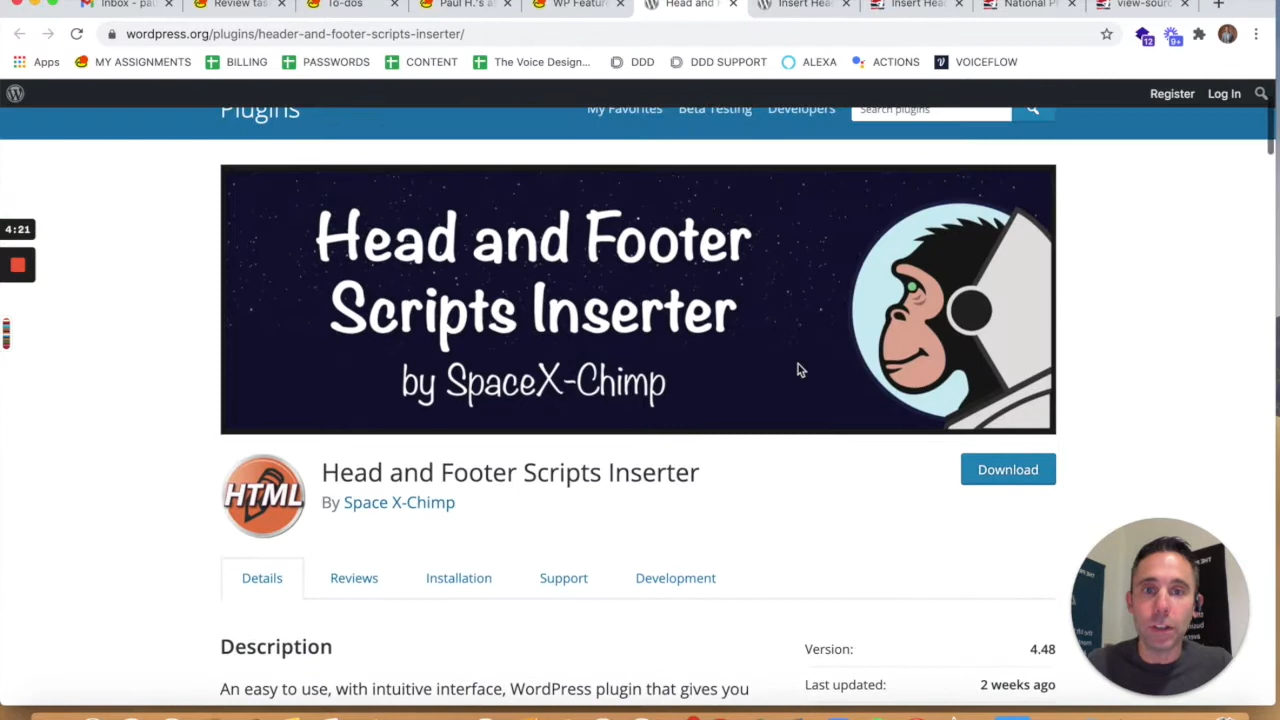 Inbox - pau
Review tas
To-dos
Paul H.'s a
WP Featur
Head and F
Insert Hea
Insert Head
National P
view-sourc
wordpress.org/plugins/header-and-footer-scripts-inserter/
12
9+
Apps
MY ASSIGNMENTS
BILLING
PASSWORDS
CONTENT
The Voice Design...
DDD
DDD SUPPORT
ALEXA
ACTIONS
VOICEFLOW
Register
Log In
Plugins
My Favorites
Beta Testing
Developers
Search plugins
4:21
Head and Footer
Scripts Inserter
by SpaceX-Chimp
HTML
Head and Footer Scripts Inserter
By Space X-Chimp
Download
Details
Reviews
Installation
Support
Development
Description
Version:
4.48
An easy to use, with intuitive interface, WordPress plugin that gives you
Last updated:
2 weeks ago